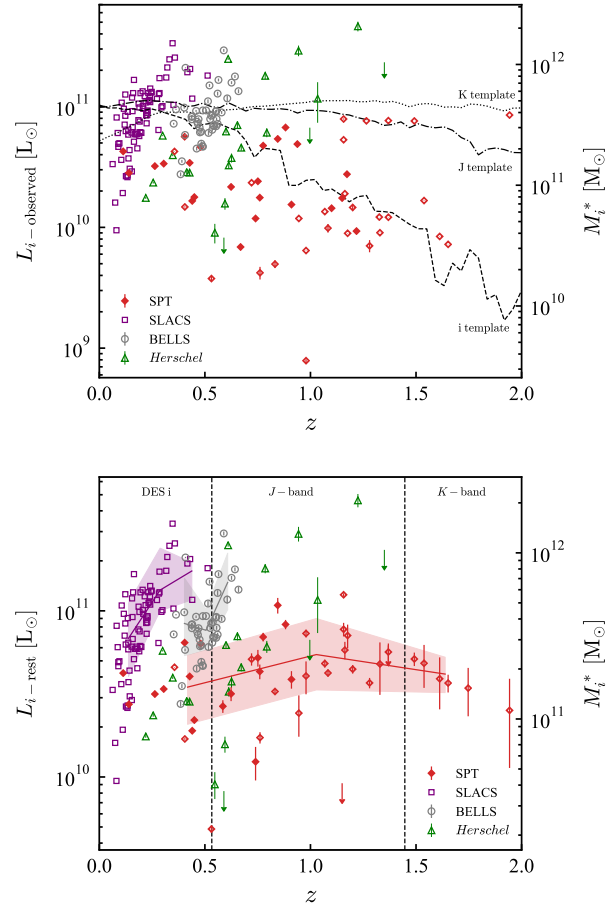 10^{11}
10^{10}
10^{9}
L_{i-observed} [L_⊙]
K template
J template
i template
SPT
SLACS
BELLS
Herschel
10^{12}
10^{11}
10^{10}
M_i^* [M_⊙]
0.0 0.5 1.0 1.5 2.0
z
DES i J-band K-band
10^{11}
10^{10}
L_{i-rest} [L_⊙]
SPT
SLACS
BELLS
Herschel
10^{12}
10^{11}
M_i^* [M_⊙]
0.0 0.5 1.0 1.5 2.0
z